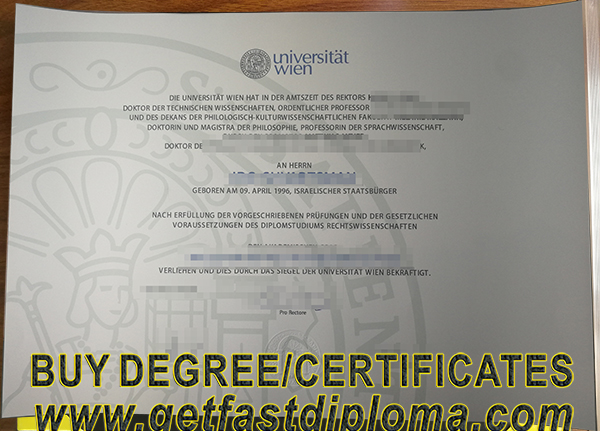 universität
wien
DIE UNIVERSITÄT WIEN HAT IN DER AMTSZEIT DES REKTORS
DOKTOR DER TECHNISCHEN WISSENSCHAFTEN, ORDENTLICHER PROFESSOR
UND DES DEKANS DER PHILOLOGISCH-KULTURWISSENSCHAFTLICHEN
DOKTORIN UND MAGISTRA DER PHILOSOPHIE, PROFESSORIN DER SPRACHWISSENSCHAFT,
DOKTOR
AN HERRN
GEBOREN AM 09. APRIL 1996, ISRAELISCHER STAATSBÜRGER
NACH ERFÜLLUNG DER VORGESCHRIEBENEN PRÜFUNGEN UND DER GESETZLICHEN
VORAUSSETZUNGEN DES DIPLOMSTUDIUMS RECHTSWISSENSCHAFTEN
VERLIEHEN UND DIES DURCH DAS SIEGEL DER UNIVERSITÄT WIEN BEKRÄFTIGT.
Pro Rectore
BUY DEGREE/CERTIFICATES
www.getfastdiploma.com